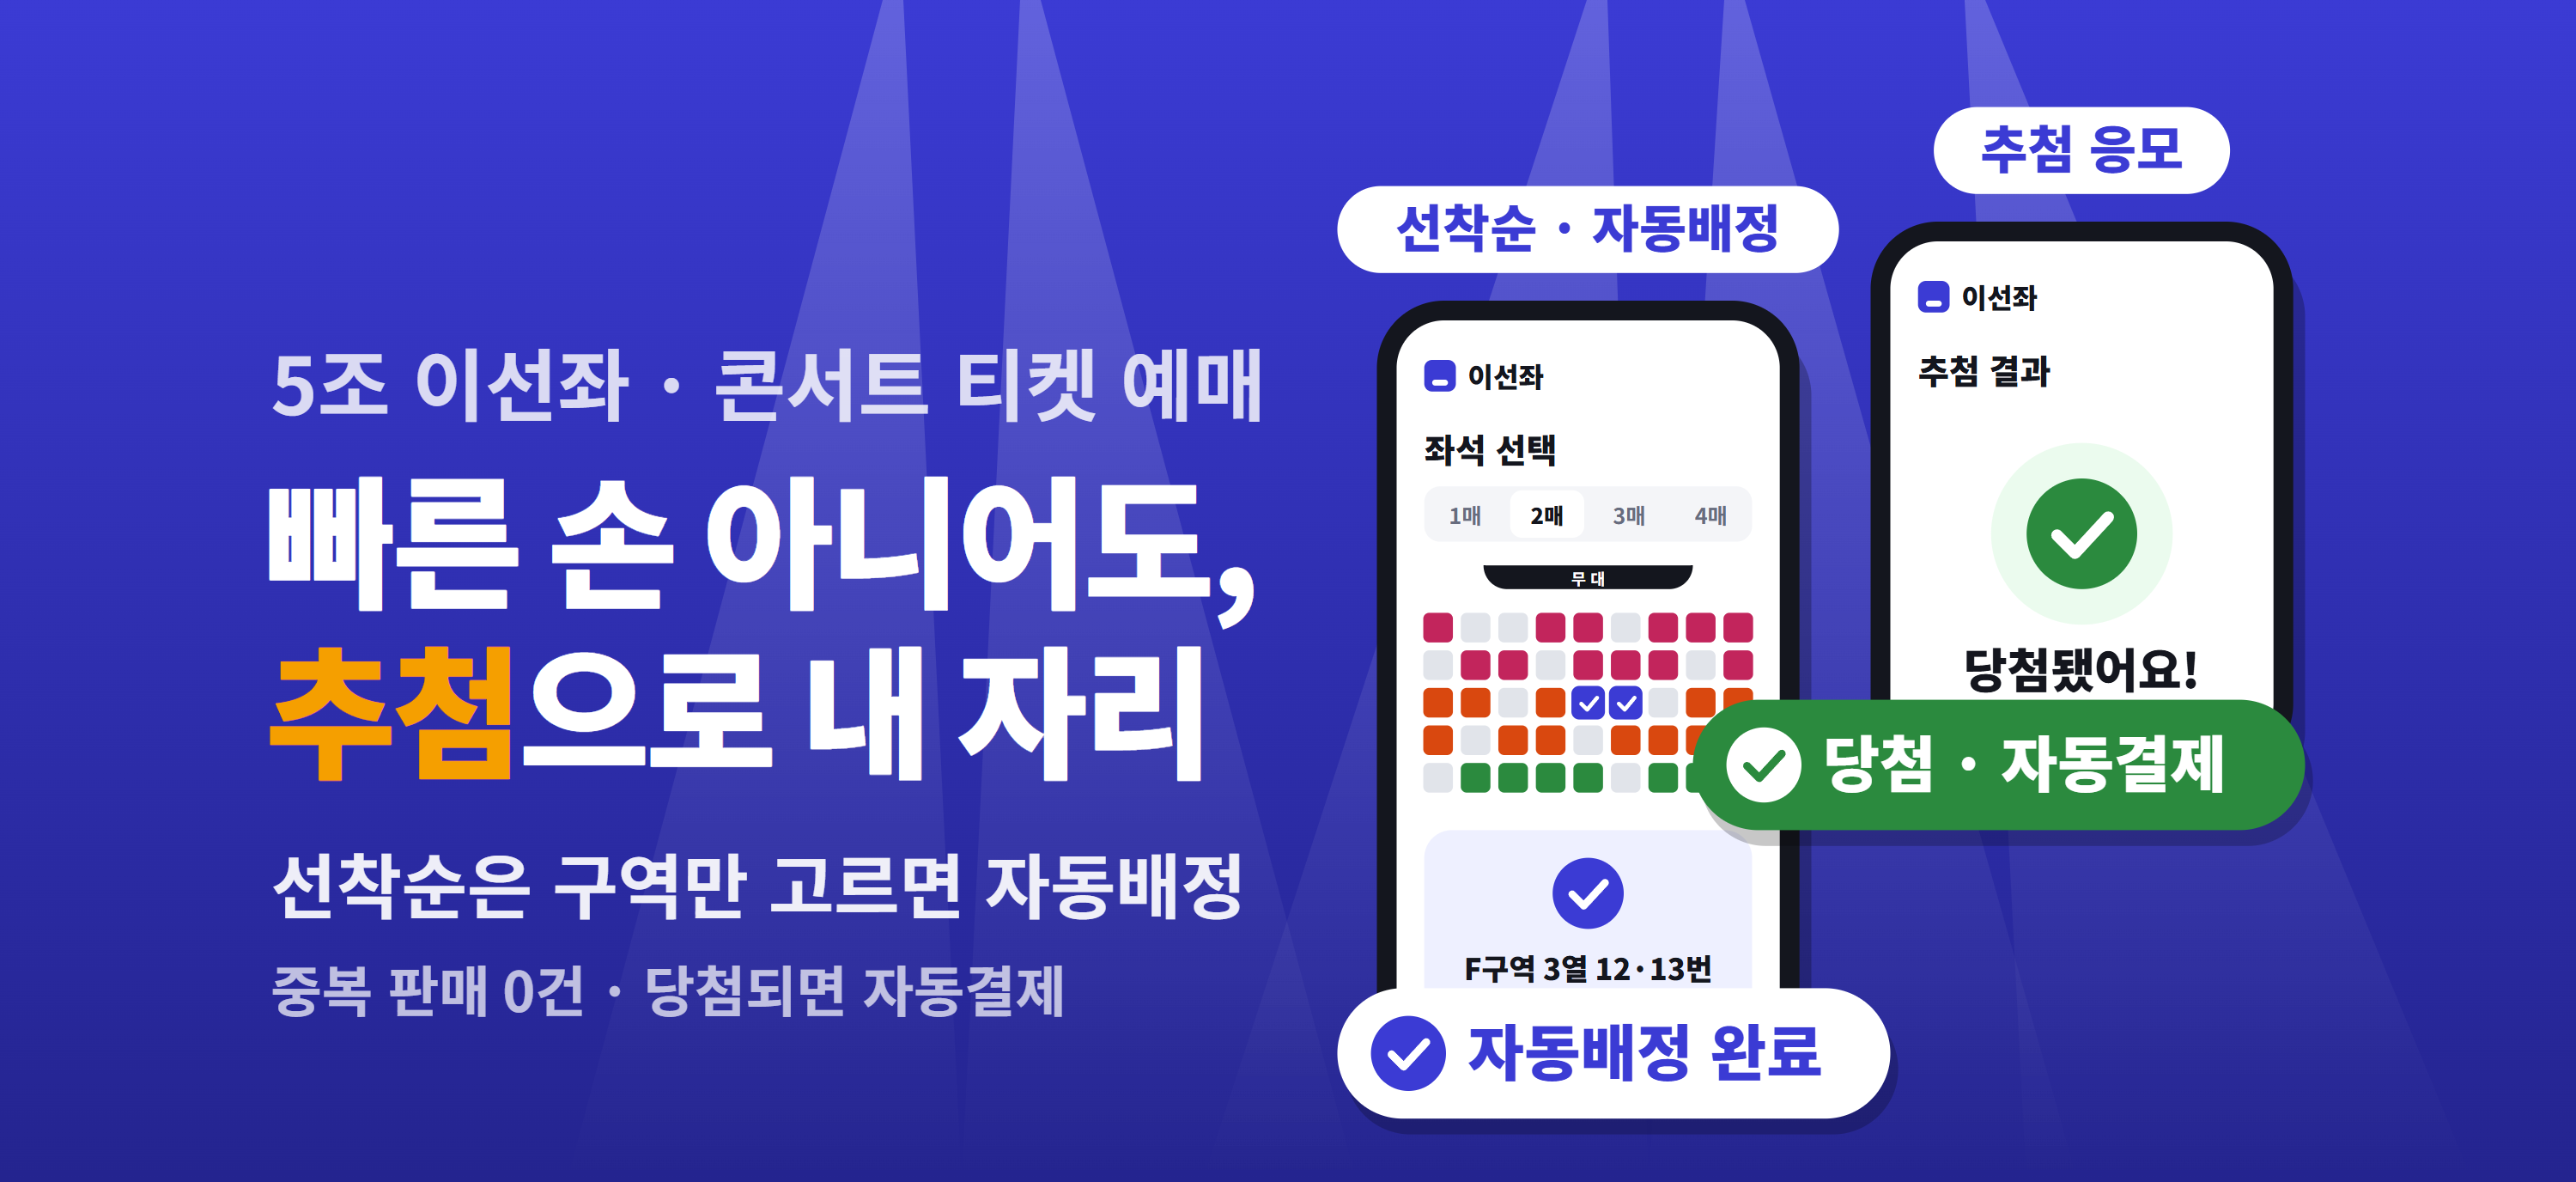 5조 이선좌 · 콘서트 티켓 예매
빠른 손 아니어도,
추첨으로 내 자리
선착순은 구역만 고르면 자동배정
중복 판매 0건 · 당첨되면 자동결제
선착순 · 자동배정
이선좌
좌석 선택
1매 2매 3매 4매
무대
F구역 3열 12·13번
자동배정 완료
추첨 응모
이선좌
추첨 결과
당첨됐어요!
당첨 · 자동결제